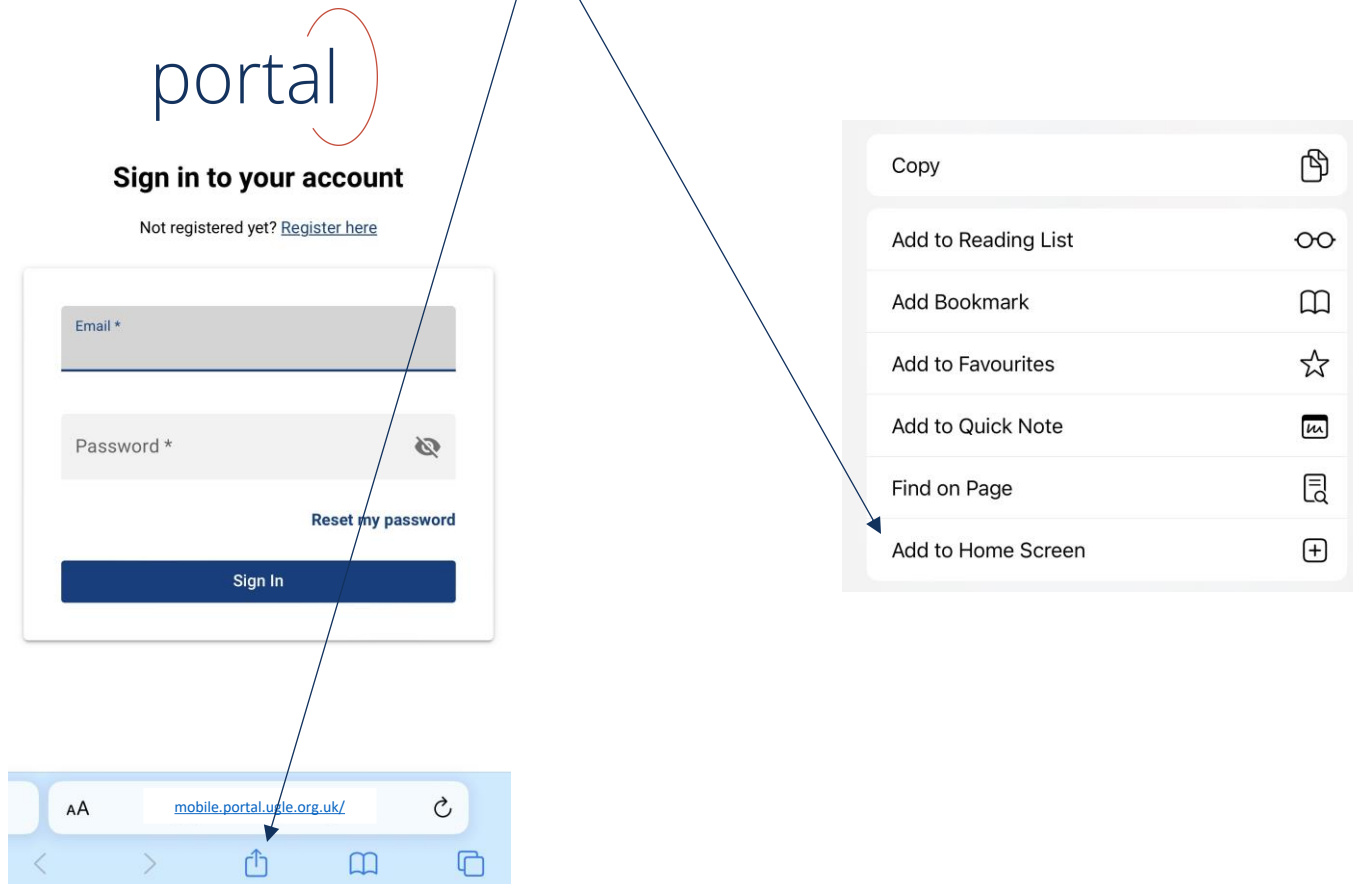 portal
Sign in to your account
Not registered yet? Register here
Email *
Password *
Reset my password
Sign In
AA
mobile.portal.ugle.org.uk/
Copy
Add to Reading List
Add Bookmark
Add to Favourites
Add to Quick Note
Find on Page
Add to Home Screen